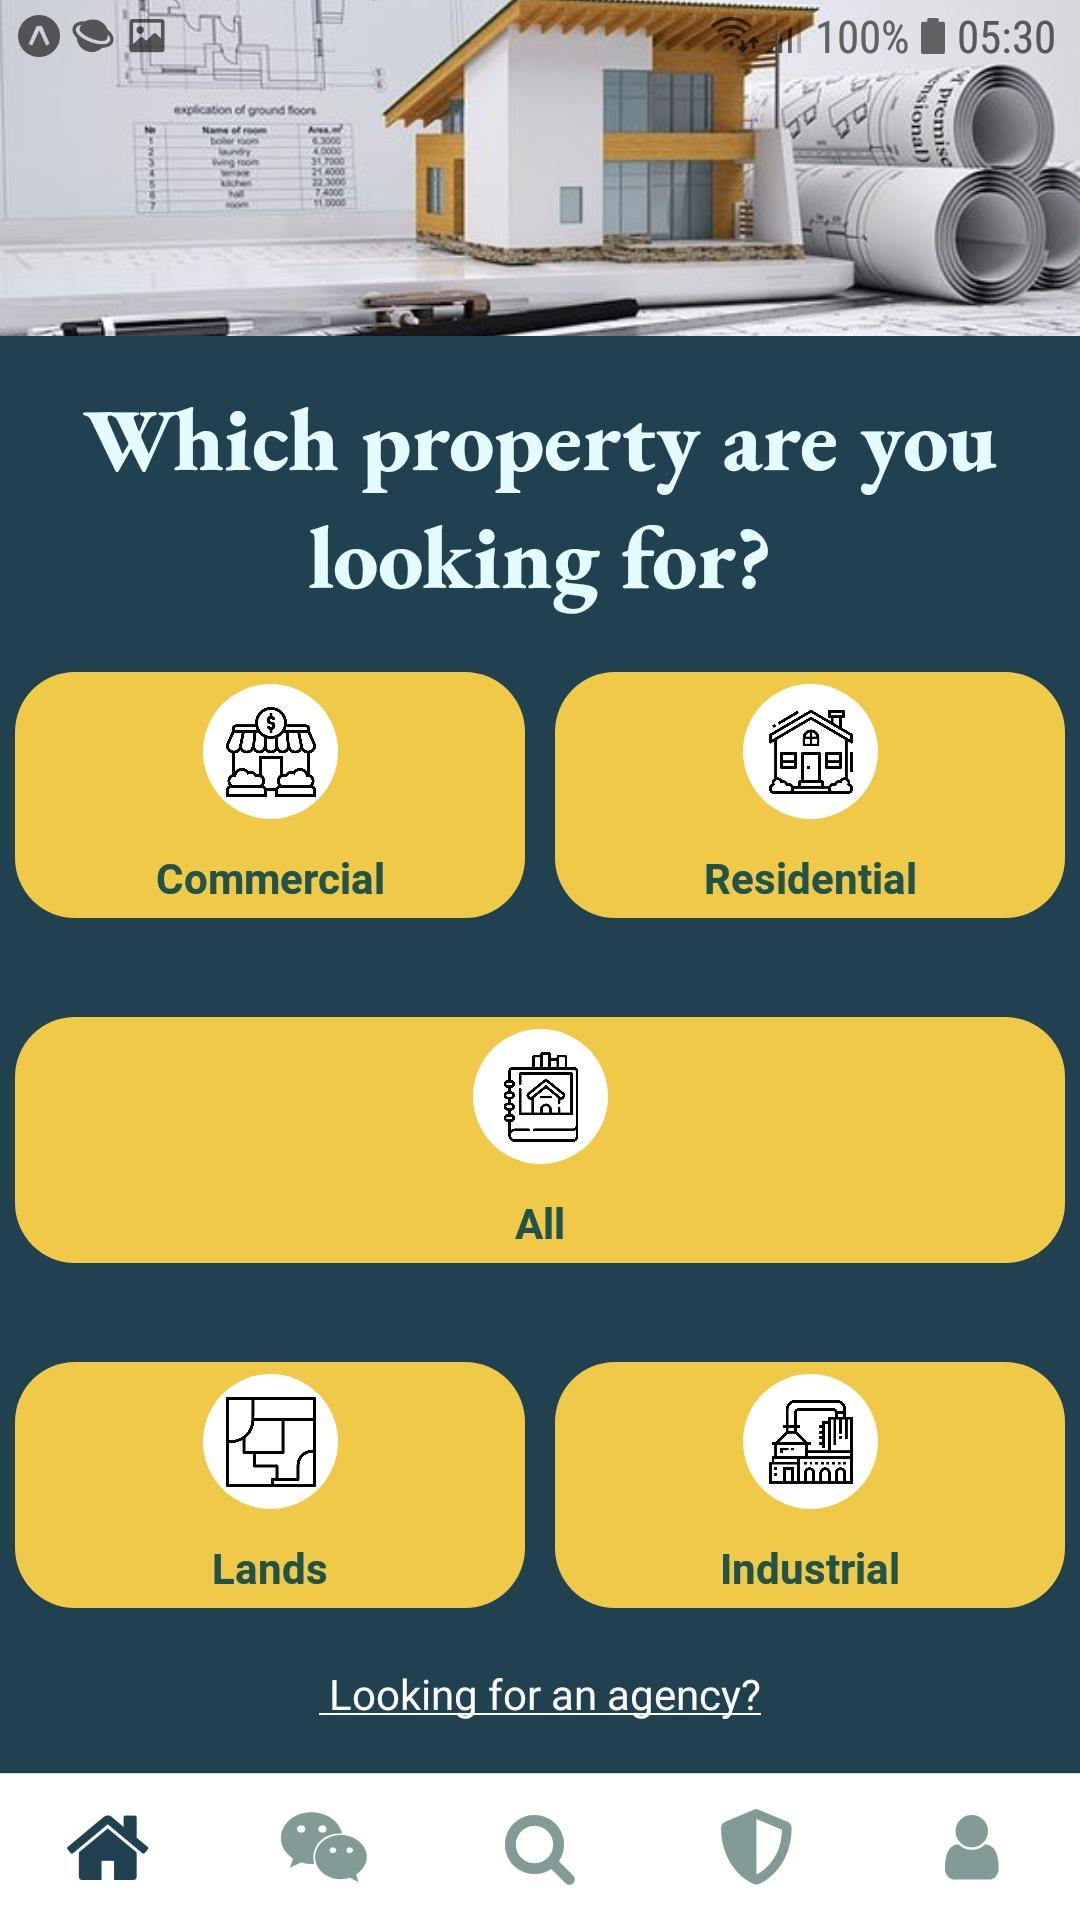 100% 05:30
explication of ground floors
№ Name of room Area, m²
1 boiler room 6,3000
2 laundry 4,0000
3 living room 31,7000
4 terrace 21,4000
5 kitchen 22,3000
6 hall 7,4000
7 room 11,0000
of premise
ensional)
Which property are you
looking for?
Commercial
Residential
All
Lands
Industrial
Looking for an agency?